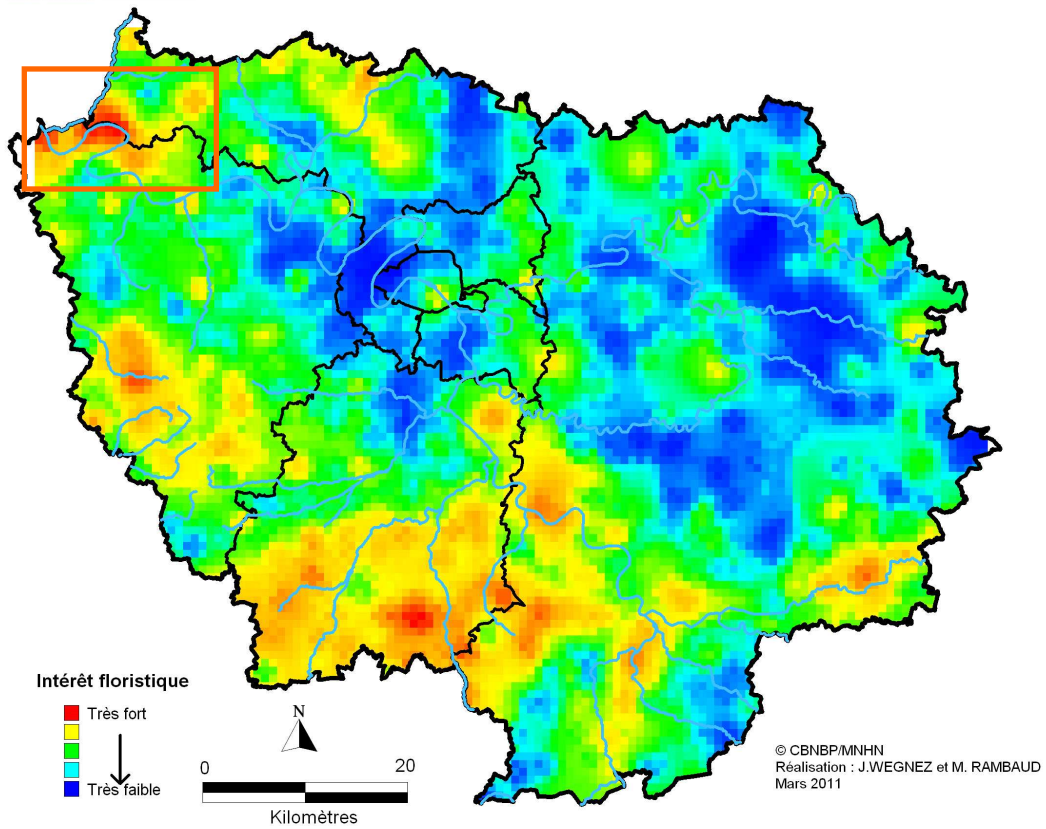 Intérêt floristique
Très fort
Très faible
N
0 20
Kilomètres
© CBNBP/MNHN
Réalisation : J.WEGNEZ et M. RAMBAUD
Mars 2011